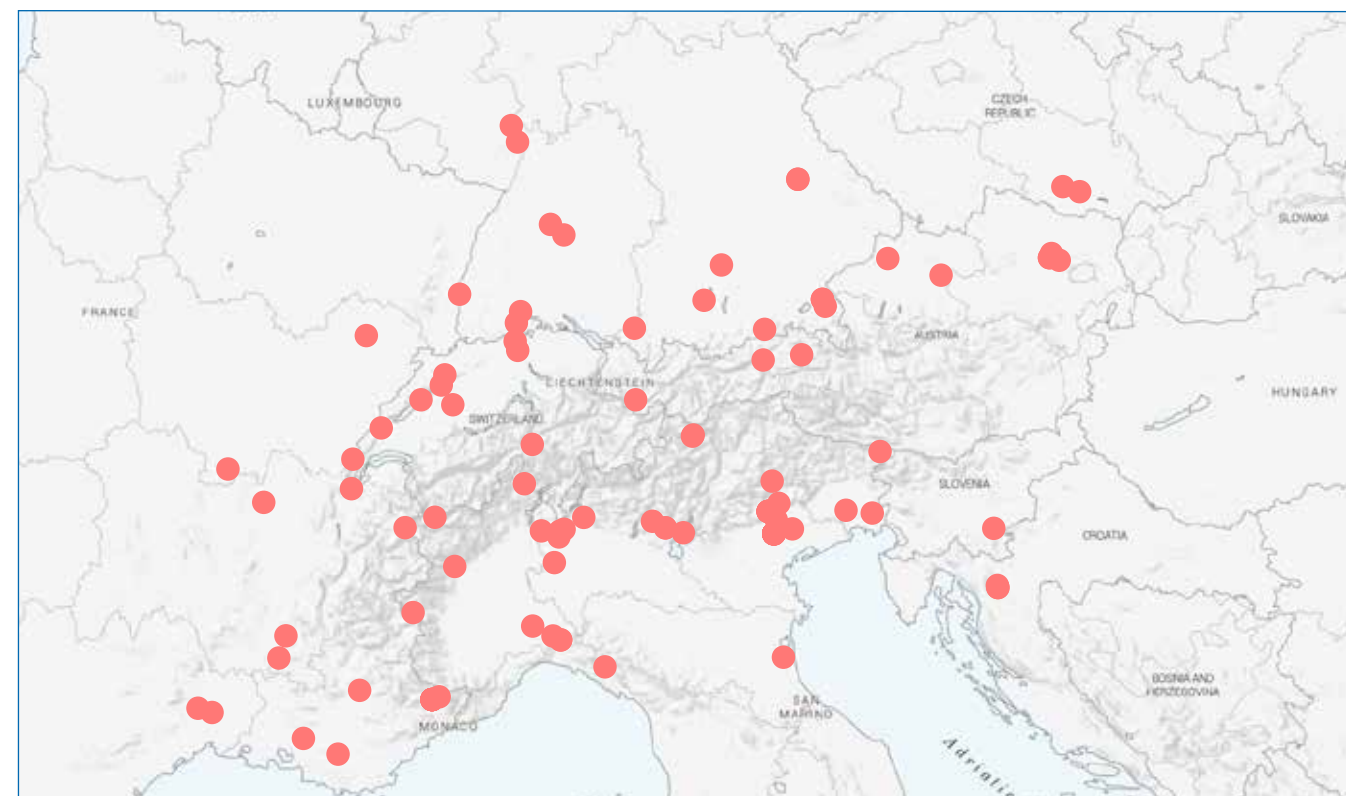 LUXEMBOURG
CZECH
REPUBLIC
SLOVAKIA
FRANCE
AUSTRIA
LIECHTENSTEIN
HUNGARY
SWITZERLAND
SLOVENIA
CROATIA
BOSNIA AND
HERZEGOVINA
SAN
MARINO
MONACO
Adriatic